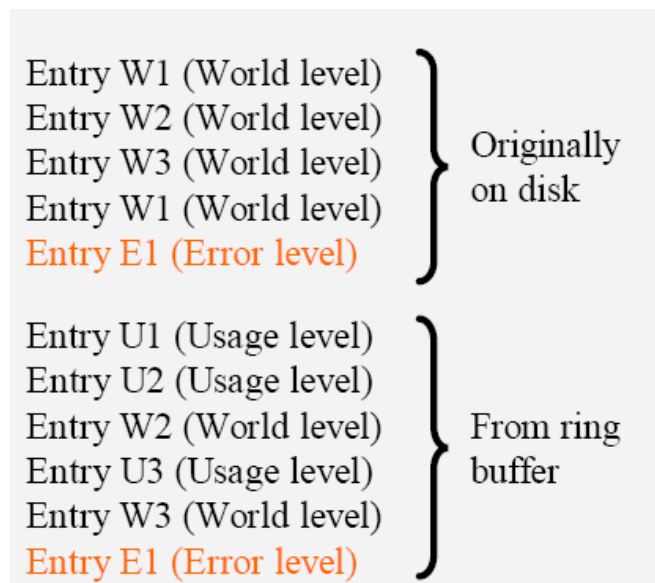 Entry W1 (World level)
Entry W2 (World level)
Entry W3 (World level)
Entry W1 (World level)
Entry E1 (Error level)
Originally
on disk
Entry U1 (Usage level)
Entry U2 (Usage level)
Entry W2 (World level)
Entry U3 (Usage level)
Entry W3 (World level)
Entry E1 (Error level)
From ring
buffer